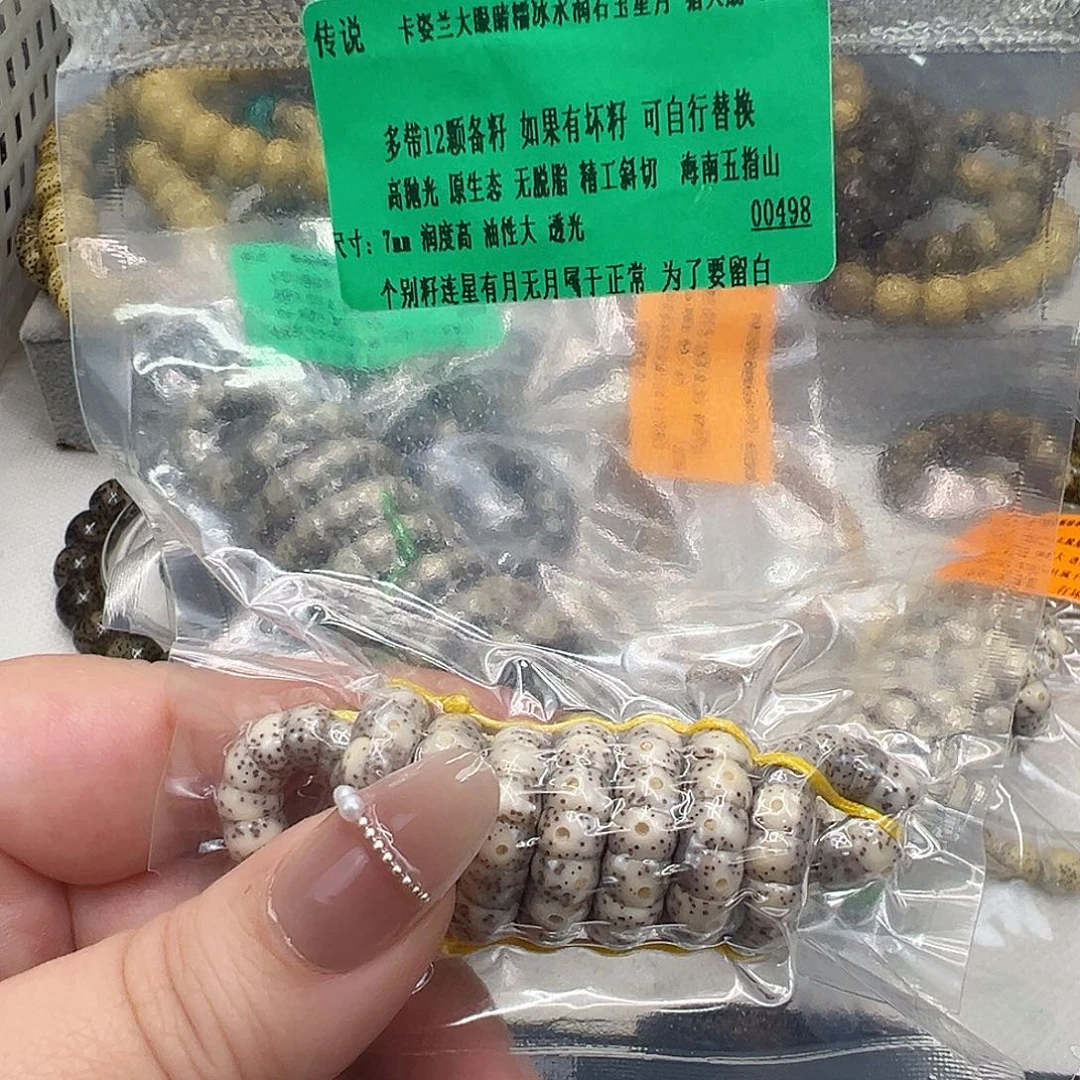 传说 卡姿兰大眼睛糯冰水润石玉星月
多带12颗备籽 如果有坏籽 可自行替换
高抛光 原生态 无脱脂 精工斜切 海南五指山
00498
尺寸：7mm 润度高 油性大 透光
个别籽连星有月无月属于正常 为了要留白